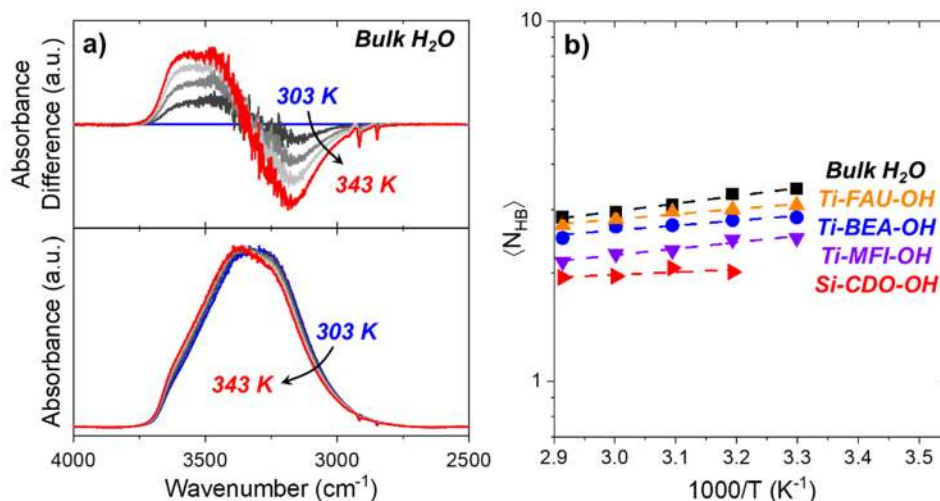 a)
Bulk H₂O
Absorbance
Difference (a.u.)
303 K
343 K
Absorbance (a.u.)
303 K
343 K
4000 3500 3000 2500
Wavenumber (cm⁻¹)
b)
10
1
⟨N_HB⟩
Bulk H₂O
Ti-FAU-OH
Ti-BEA-OH
Ti-MFI-OH
Si-CDO-OH
2.9 3.0 3.1 3.2 3.3 3.4 3.5
1000/T (K⁻¹)